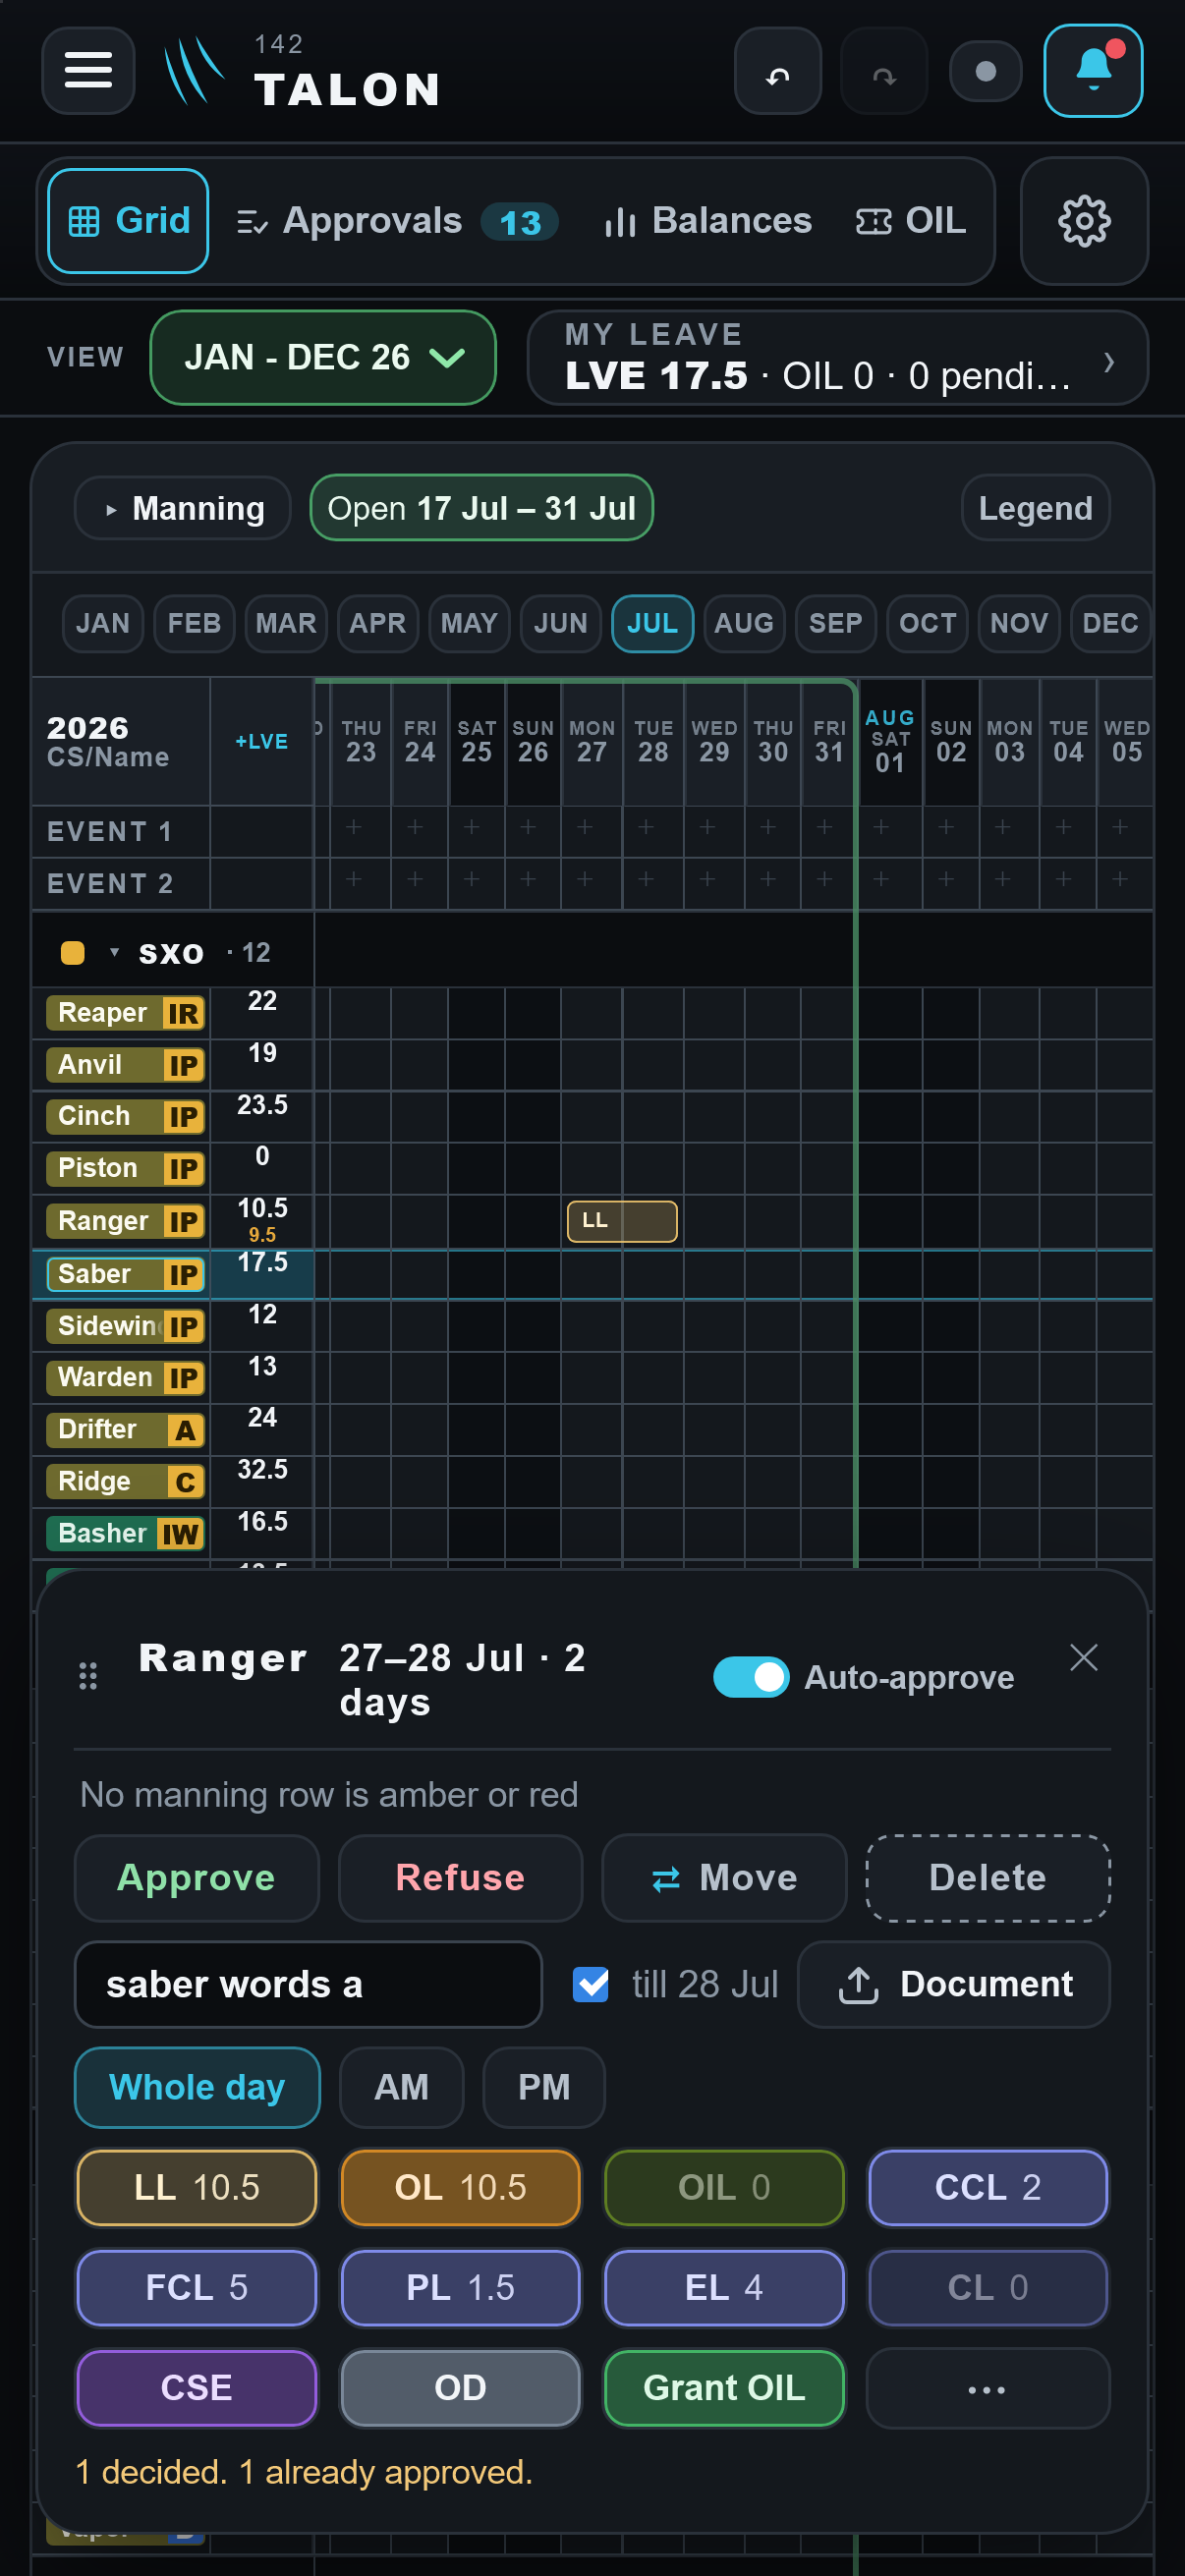 142
TALON
Grid
Approvals 13
Balances
OIL
VIEW
JAN - DEC 26
MY LEAVE
LVE 17.5 · OIL 0 · 0 pendi...
Manning
Open 17 Jul – 31 Jul
Legend
JAN FEB MAR APR MAY JUN JUL AUG SEP OCT NOV DEC
2026
CS/Name
+LVE
THU 23
FRI 24
SAT 25
SUN 26
MON 27
TUE 28
WED 29
THU 30
FRI 31
AUG SAT 01
SUN 02
MON 03
TUE 04
WED 05
EVENT 1 + + + + + + + + + + + + + +
EVENT 2 + + + + + + + + + + + + + +
SXO · 12
Reaper IR 22
Anvil IP 19
Cinch IP 23.5
Piston IP 0
Ranger IP 10.5 LL
9.5
Saber IP 17.5
Sidewin IP 12
Warden IP 13
Drifter A 24
Ridge C 32.5
Basher IW 16.5
Ranger 27–28 Jul · 2
days
Auto-approve
No manning row is amber or red
Approve
Refuse
Move
Delete
saber words a
till 28 Jul
Document
Whole day
AM
PM
LL 10.5
OL 10.5
OIL 0
CCL 2
FCL 5
PL 1.5
EL 4
CL 0
CSE
OD
Grant OIL
...
1 decided. 1 already approved.